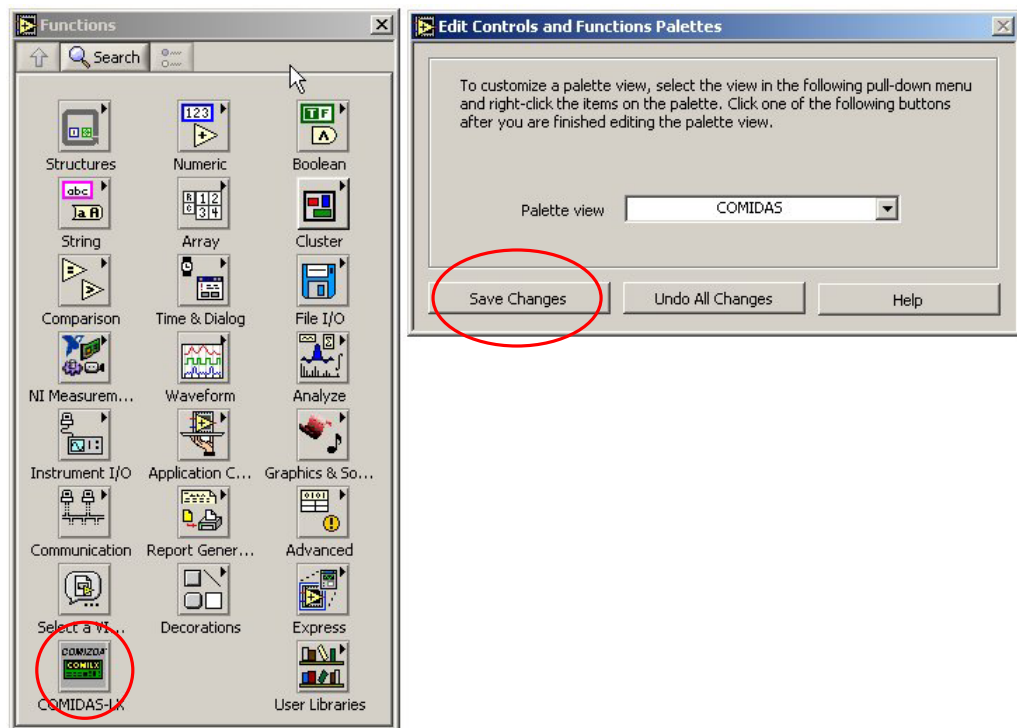 Functions
Search
Structures Numeric Boolean
String Array Cluster
Comparison Time & Dialog File I/O
NI Measurem... Waveform Analyze
Instrument I/O Application C... Graphics & So...
Communication Report Gener... Advanced
Select a VI... Decorations Express
COMIZOA
COMILX
COMIDAS-LX User Libraries
Edit Controls and Functions Palettes
To customize a palette view, select the view in the following pull-down menu
and right-click the items on the palette. Click one of the following buttons
after you are finished editing the palette view.
Palette view COMIDAS
Save Changes Undo All Changes Help